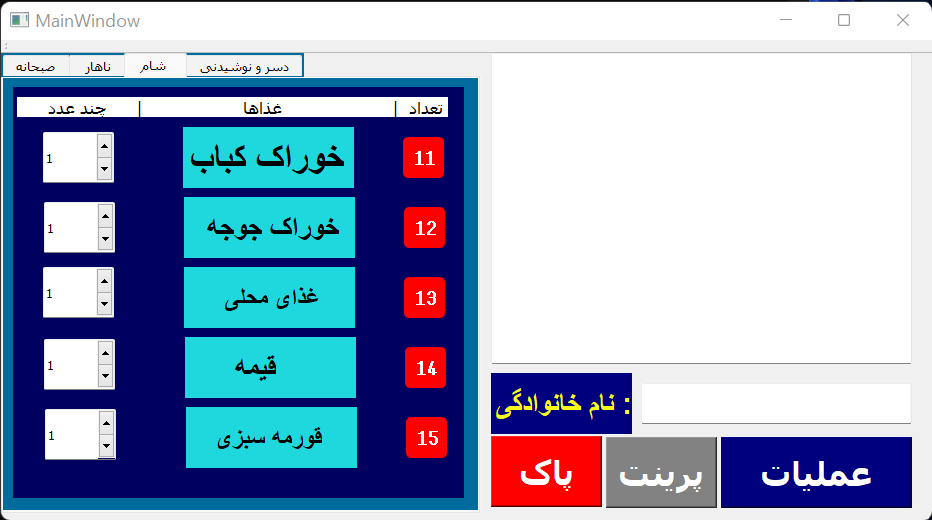 MainWindow
صبحانه
ناهار
شام
دسر و نوشیدنی
تعداد | غذاها | چند عدد
11 خوراک کباب 1
12 خوراک جوجه 1
13 غذای محلی 1
14 قیمه 1
15 قورمه سبزی 1
نام خانوادگی :
پاک
پرینت
عملیات